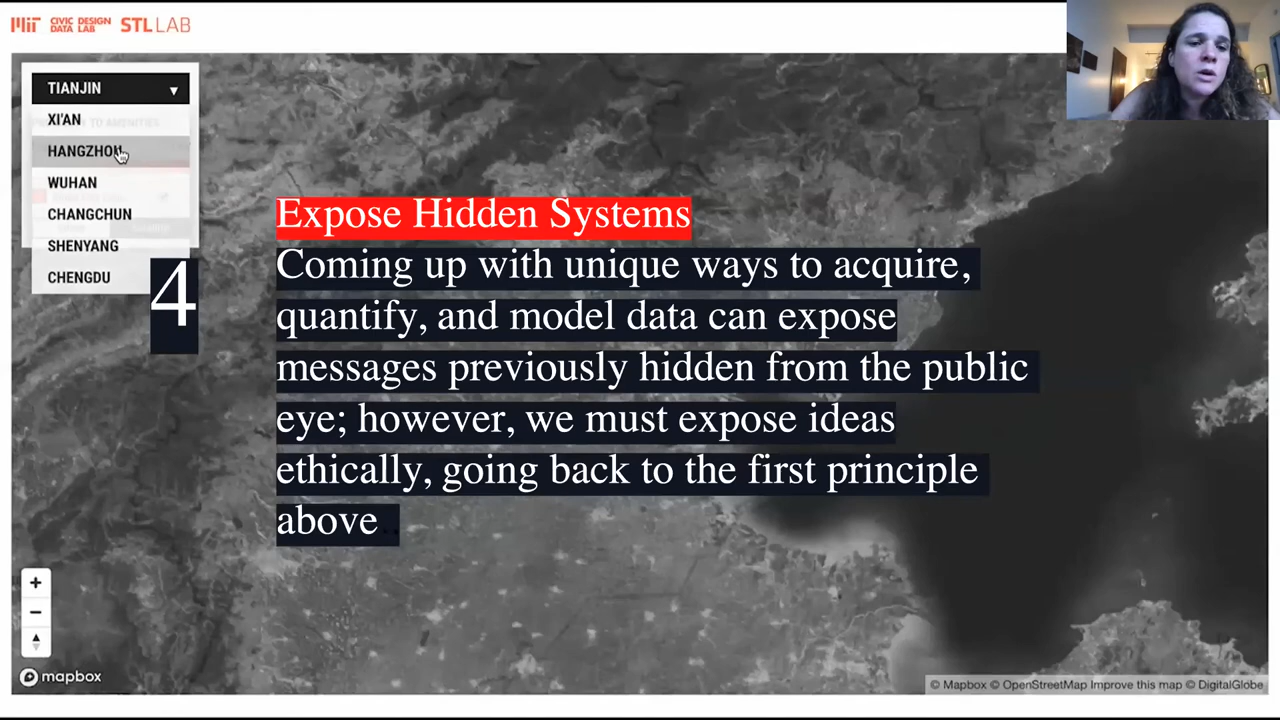 MIT CIVIC DESIGN DATA LAB STL LAB
TIANJIN
XI'AN
HANGZHOU
WUHAN
CHANGCHUN
SHENYANG
CHENGDU
4
Expose Hidden Systems
Coming up with unique ways to acquire,
quantify, and model data can expose
messages previously hidden from the public
eye; however, we must expose ideas
ethically, going back to the first principle
above
mapbox
© Mapbox © OpenStreetMap Improve this map © DigitalGlobe